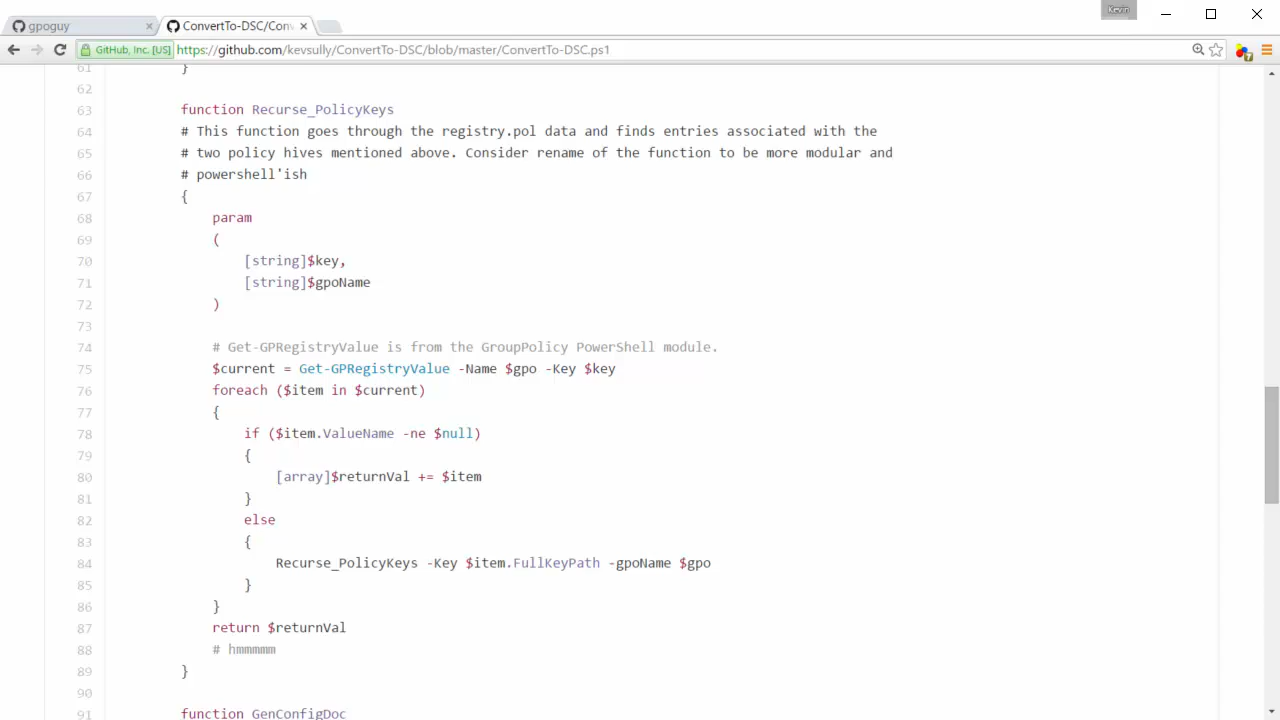 Kevin
gpoguy
ConvertTo-DSC/Conv
GitHub, Inc. [US] https://github.com/kevsully/ConvertTo-DSC/blob/master/ConvertTo-DSC.ps1
7
61 }
62
63 function Recurse_PolicyKeys
64 # This function goes through the registry.pol data and finds entries associated with the
65 # two policy hives mentioned above. Consider rename of the function to be more modular and
66 # powershell'ish
67 {
68 param
69 (
70 [string]$key,
71 [string]$gpoName
72 )
73
74 # Get-GPRegistryValue is from the GroupPolicy PowerShell module.
75 $current = Get-GPRegistryValue -Name $gpo -Key $key
76 foreach ($item in $current)
77 {
78 if ($item.ValueName -ne $null)
79 {
80 [array]$returnVal += $item
81 }
82 else
83 {
84 Recurse_PolicyKeys -Key $item.FullKeyPath -gpoName $gpo
85 }
86 }
87 return $returnVal
88 # hmmmmm
89 }
90
91 function GenConfigDoc